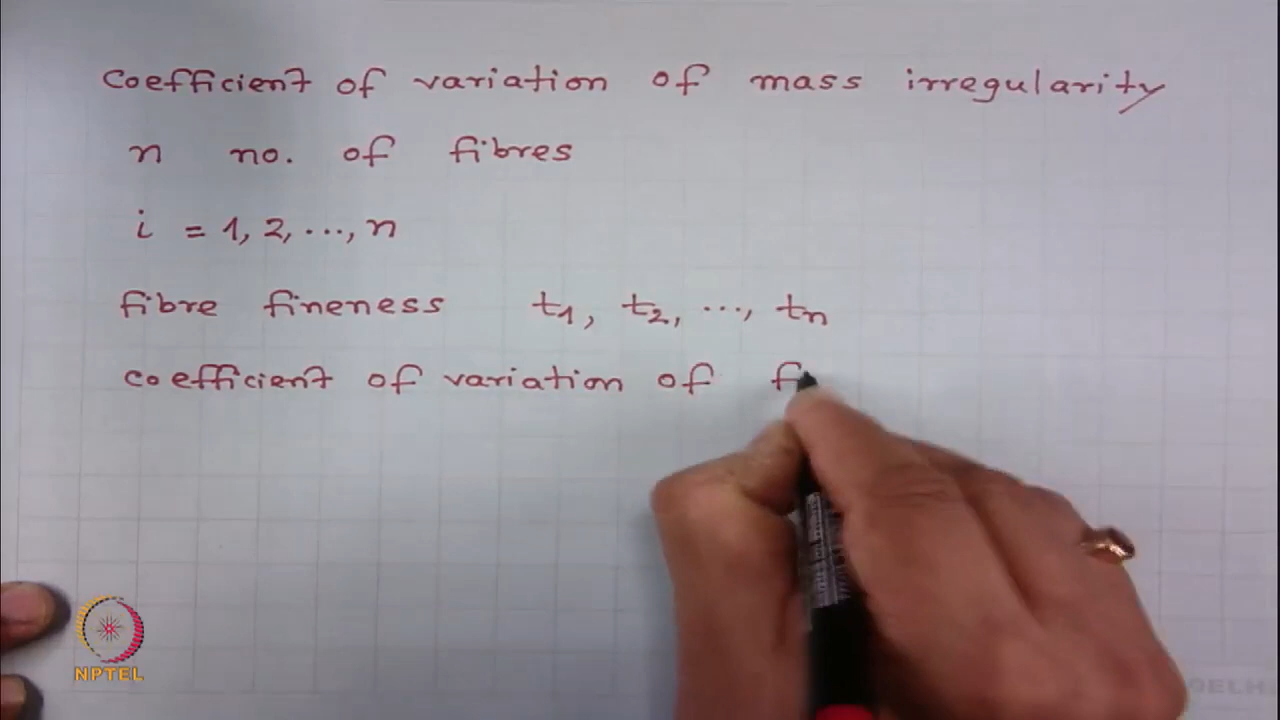 Coefficient of variation of mass irregularity
n no. of fibres
i = 1, 2, ..., n
fibre fineness t1, t2, ..., tn
coefficient of variation of f
NPTEL